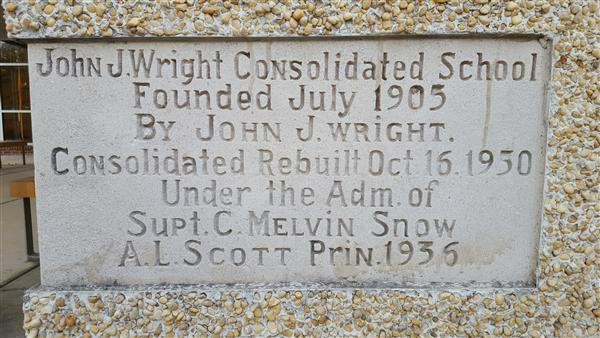 John J. Wright Consolidated School
Founded July 1905
By John J. Wright.
Consolidated Rebuilt Oct. 16. 1950
Under the Adm. of
Supt. C. Melvin Snow
A. L. Scott Prin. 1936